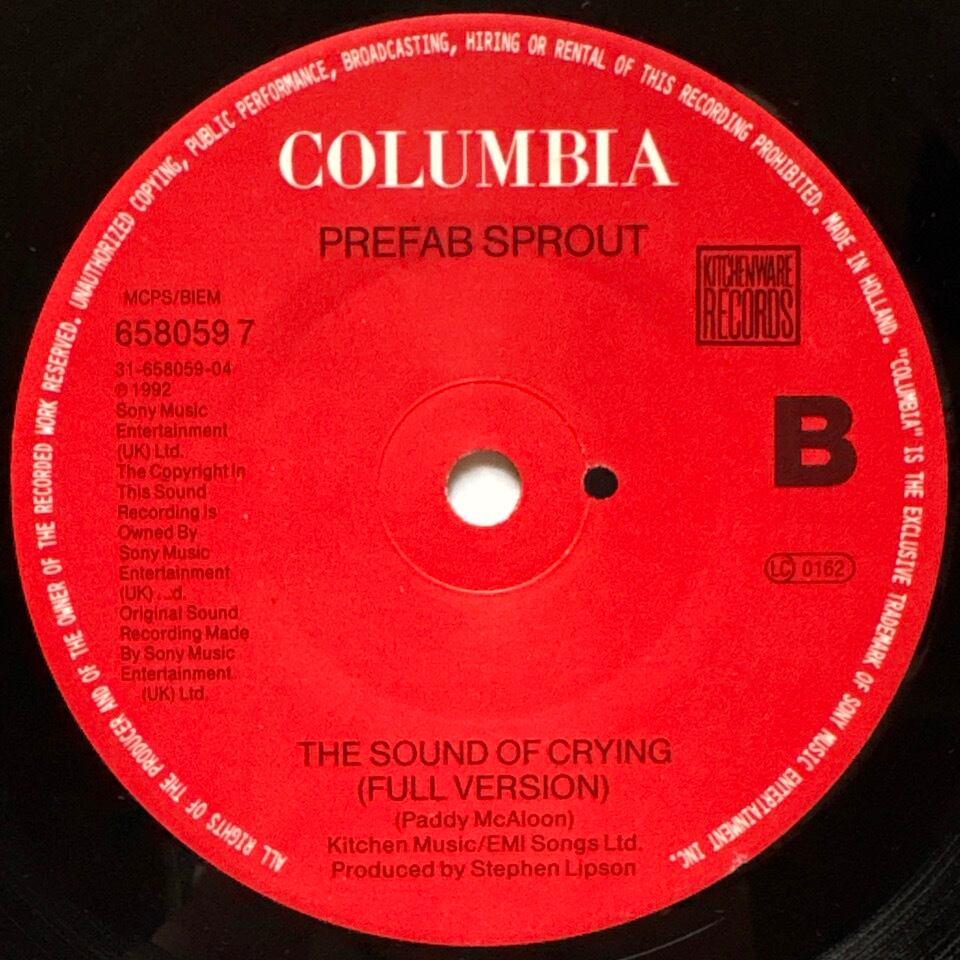 ALL RIGHTS OF THE PRODUCER AND OF THE OWNER OF THE RECORDED WORK RESERVED. UNAUTHORIZED COPYING, PUBLIC PERFORMANCE, BROADCASTING, HIRING OR RENTAL OF THIS RECORDING PROHIBITED. MADE IN HOLLAND. "COLUMBIA" IS THE EXCLUSIVE TRADEMARK OF SONY MUSIC ENTERTAINMENT INC.
COLUMBIA
PREFAB SPROUT
KITCHENWARE
RECORDS
MCPS/BIEM
658059 7
31-658059-04
℗ 1992
Sony Music
Entertainment
(UK) Ltd.
The Copyright In
This Sound
Recording Is
Owned By
Sony Music
Entertainment
(UK)
Original Sound
Recording Made
By Sony Music
Entertainment
(UK) Ltd.
B
LC 0162
THE SOUND OF CRYING
(FULL VERSION)
(Paddy McAloon)
Kitchen Music/EMI Songs Ltd.
Produced by Stephen Lipson